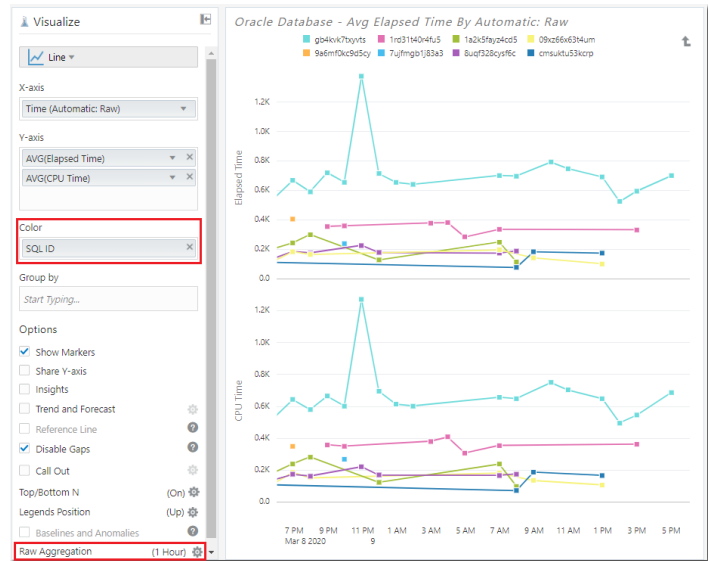 Visualize
Line
X-axis
Time (Automatic: Raw)
Y-axis
AVG(Elapsed Time)
AVG(CPU Time)
Color
SQL ID
Group by
Start Typing...
Options
Show Markers
Share Y-axis
Insights
Trend and Forecast
Reference Line
Disable Gaps
Call Out
Top/Bottom N (On)
Legends Position (Up)
Baselines and Anomalies
Raw Aggregation (1 Hour)
Oracle Database - Avg Elapsed Time By Automatic: Raw
gb4kvk7txyvts 1rd31t40r4fu5 1a2k5fayz4cd5 09xz66x63t4um
9a6mf0kc9d5cy 7ujfmgb1j83a3 8uqf328cysf6c cmsuktu53kcrp
Elapsed Time
1.2K
1.0K
0.8K
0.6K
0.4K
0.2K
0.0
CPU Time
1.2K
1.0K
0.8K
0.6K
0.4K
0.2K
0.0
7 PM 9 PM 11 PM 1 AM 3 AM 5 AM 7 AM 9 AM 11 AM 1 PM 3 PM 5 PM
Mar 8 2020 9